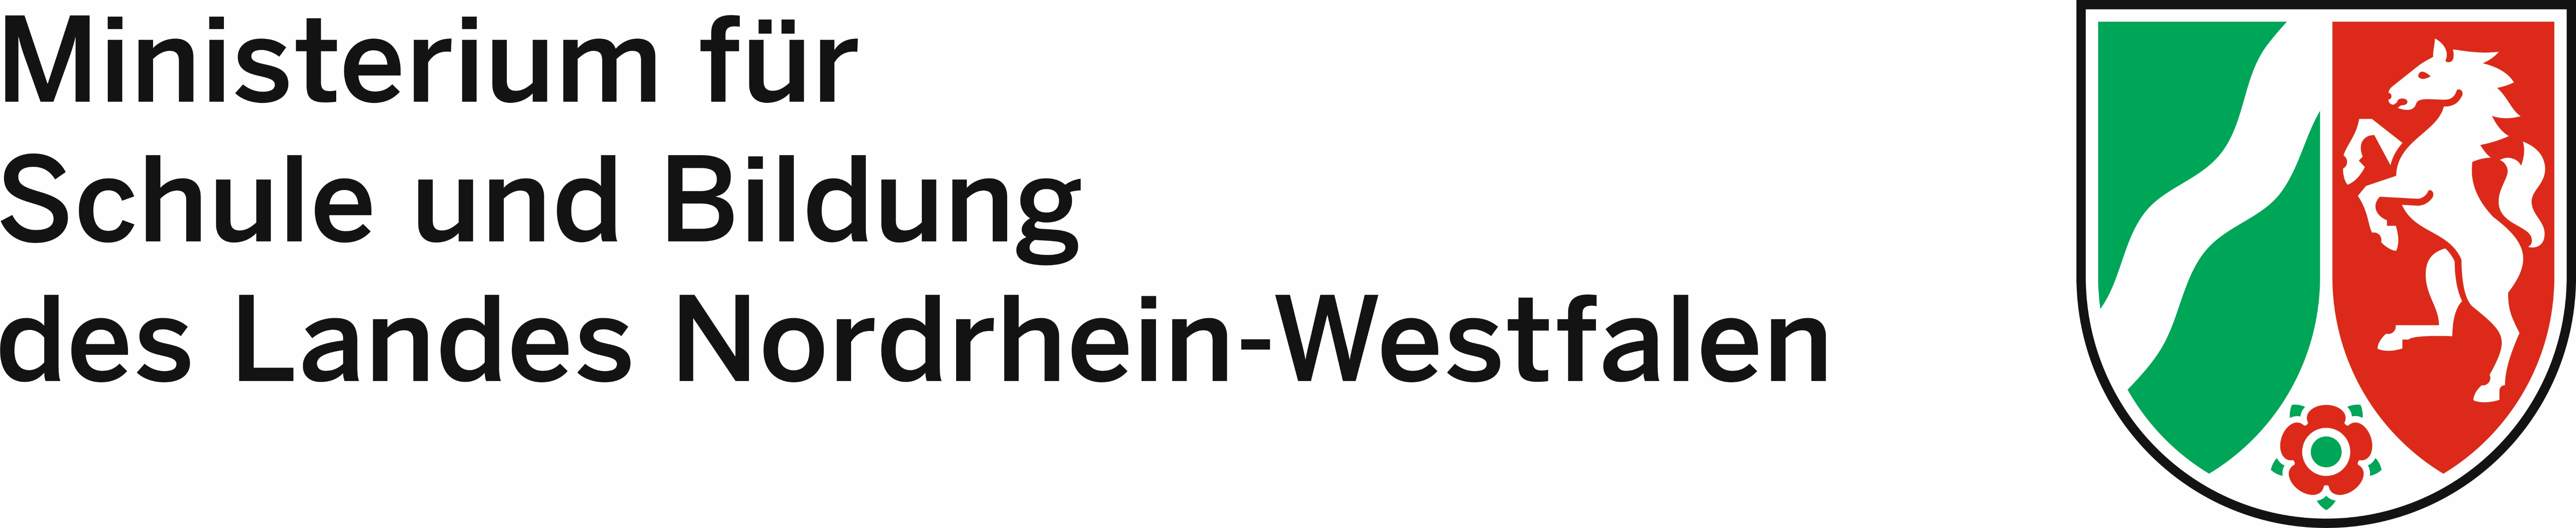 Ministerium für
Schule und Bildung
des Landes Nordrhein-Westfalen